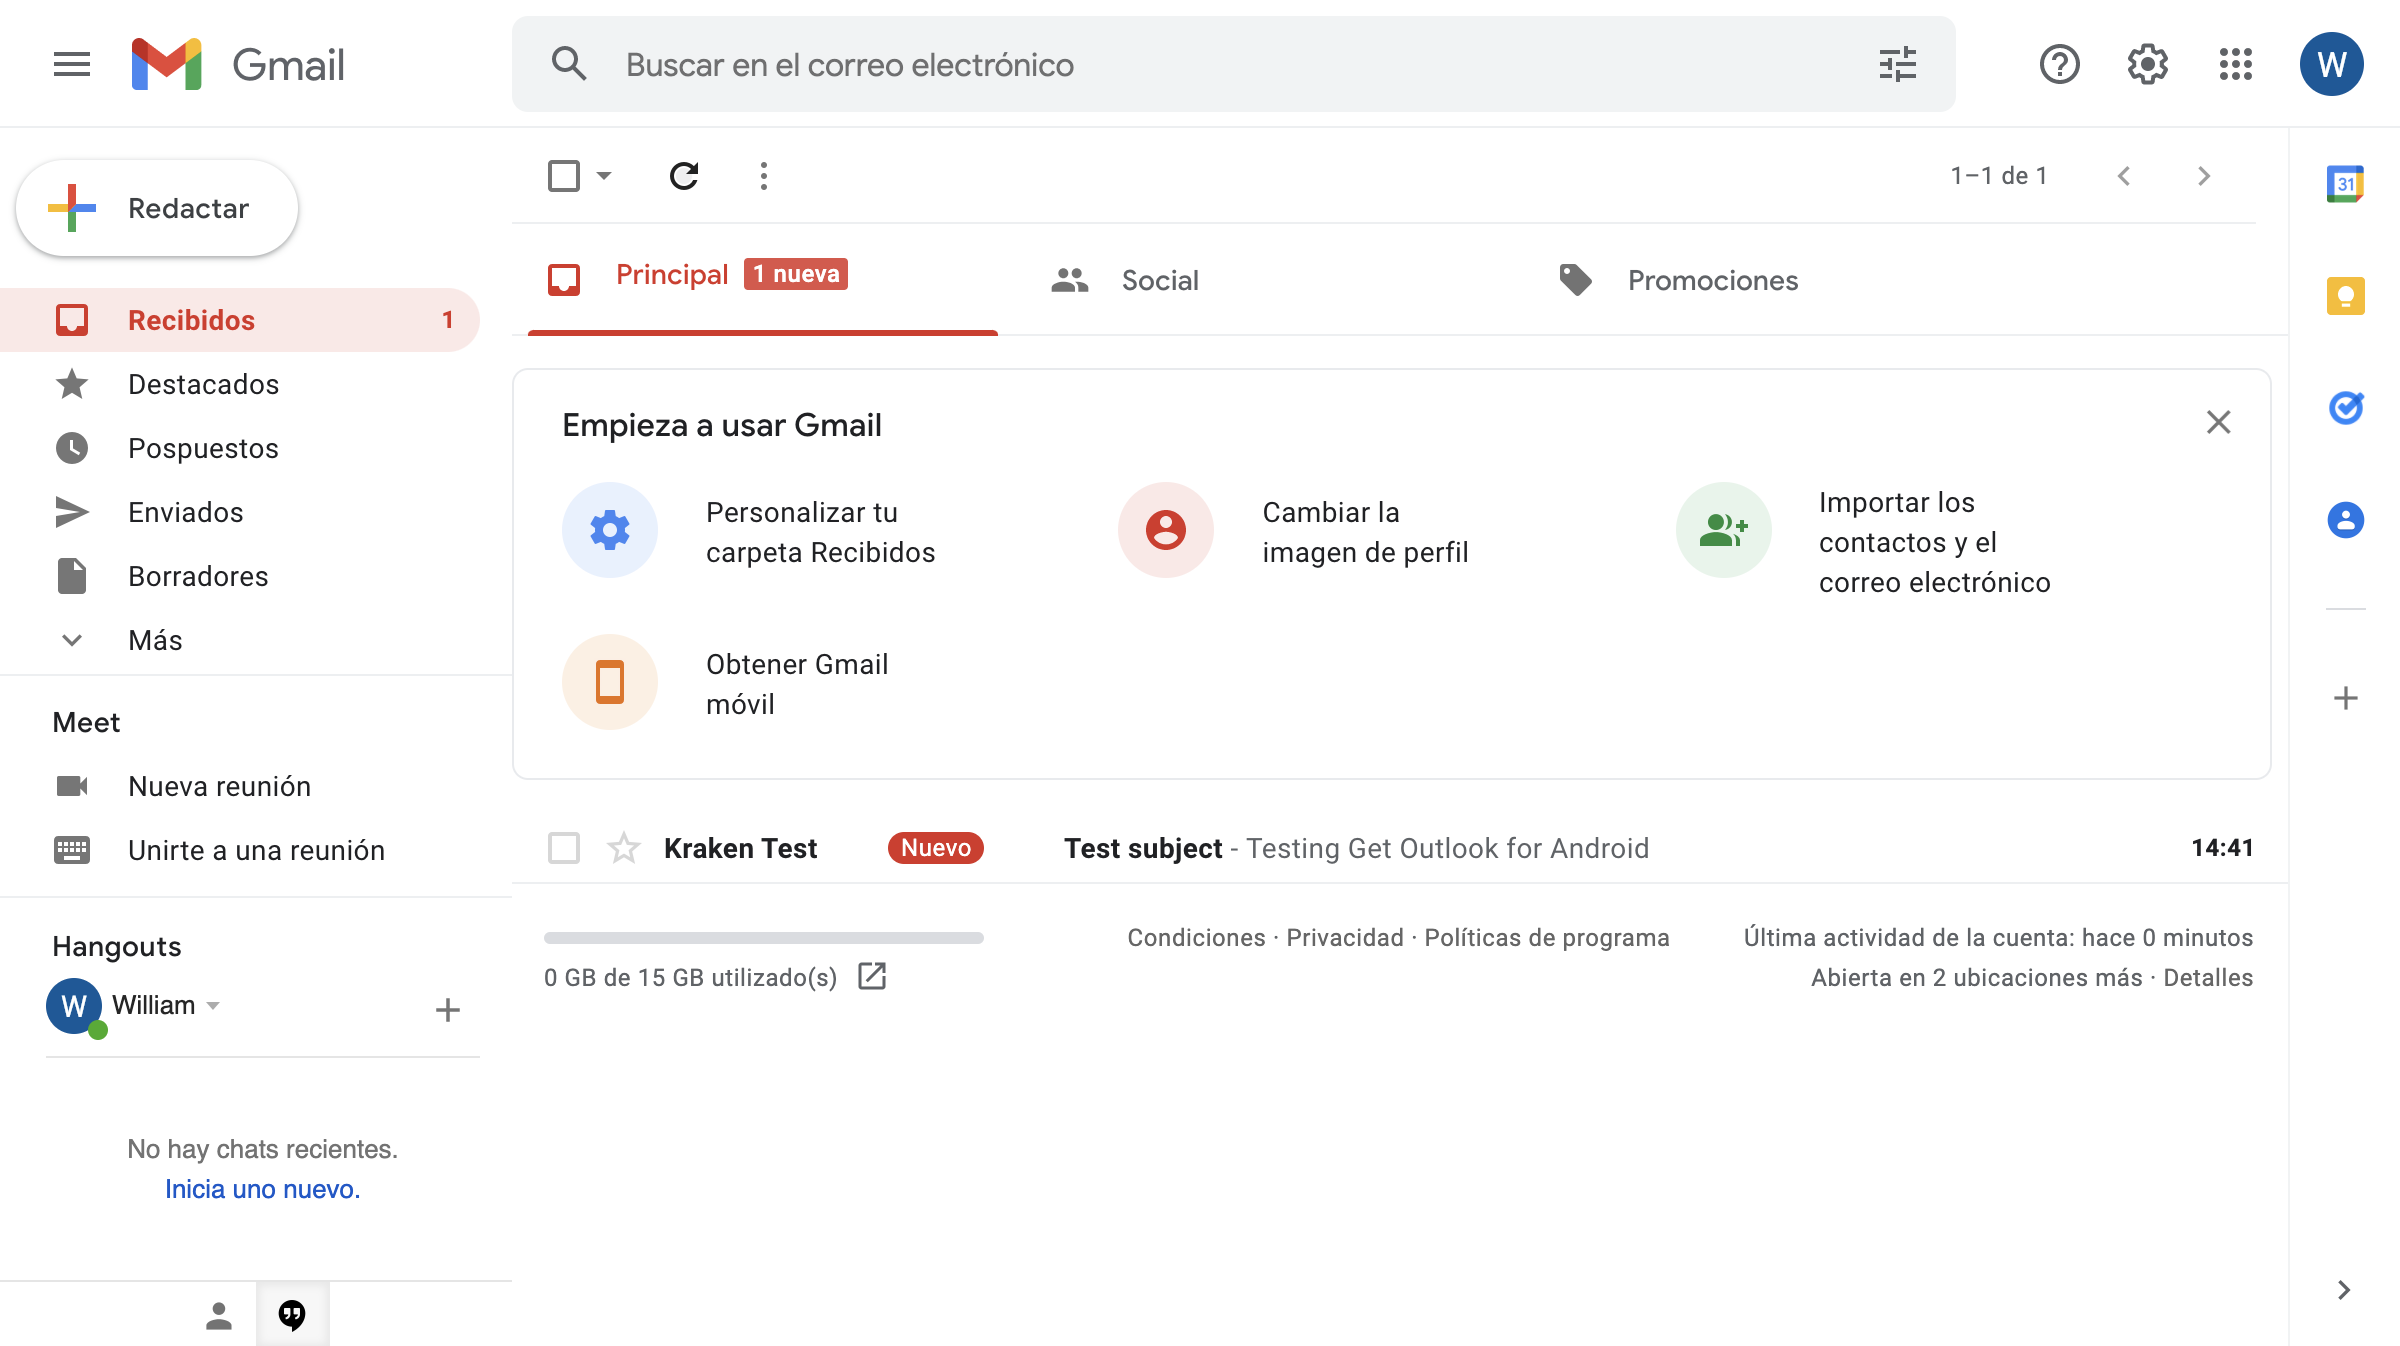 Gmail
Buscar en el correo electrónico
W
Redactar
Recibidos 1
Destacados
Pospuestos
Enviados
Borradores
Más
Meet
Nueva reunión
Unirte a una reunión
Hangouts
W William
No hay chats recientes.
Inicia uno nuevo.
1–1 de 1
Principal 1 nueva
Social
Promociones
Empieza a usar Gmail
Personalizar tu
carpeta Recibidos
Cambiar la
imagen de perfil
Importar los
contactos y el
correo electrónico
Obtener Gmail
móvil
Kraken Test Nuevo Test subject - Testing Get Outlook for Android 14:41
0 GB de 15 GB utilizado(s)
Condiciones · Privacidad · Políticas de programa
Última actividad de la cuenta: hace 0 minutos
Abierta en 2 ubicaciones más · Detalles
31